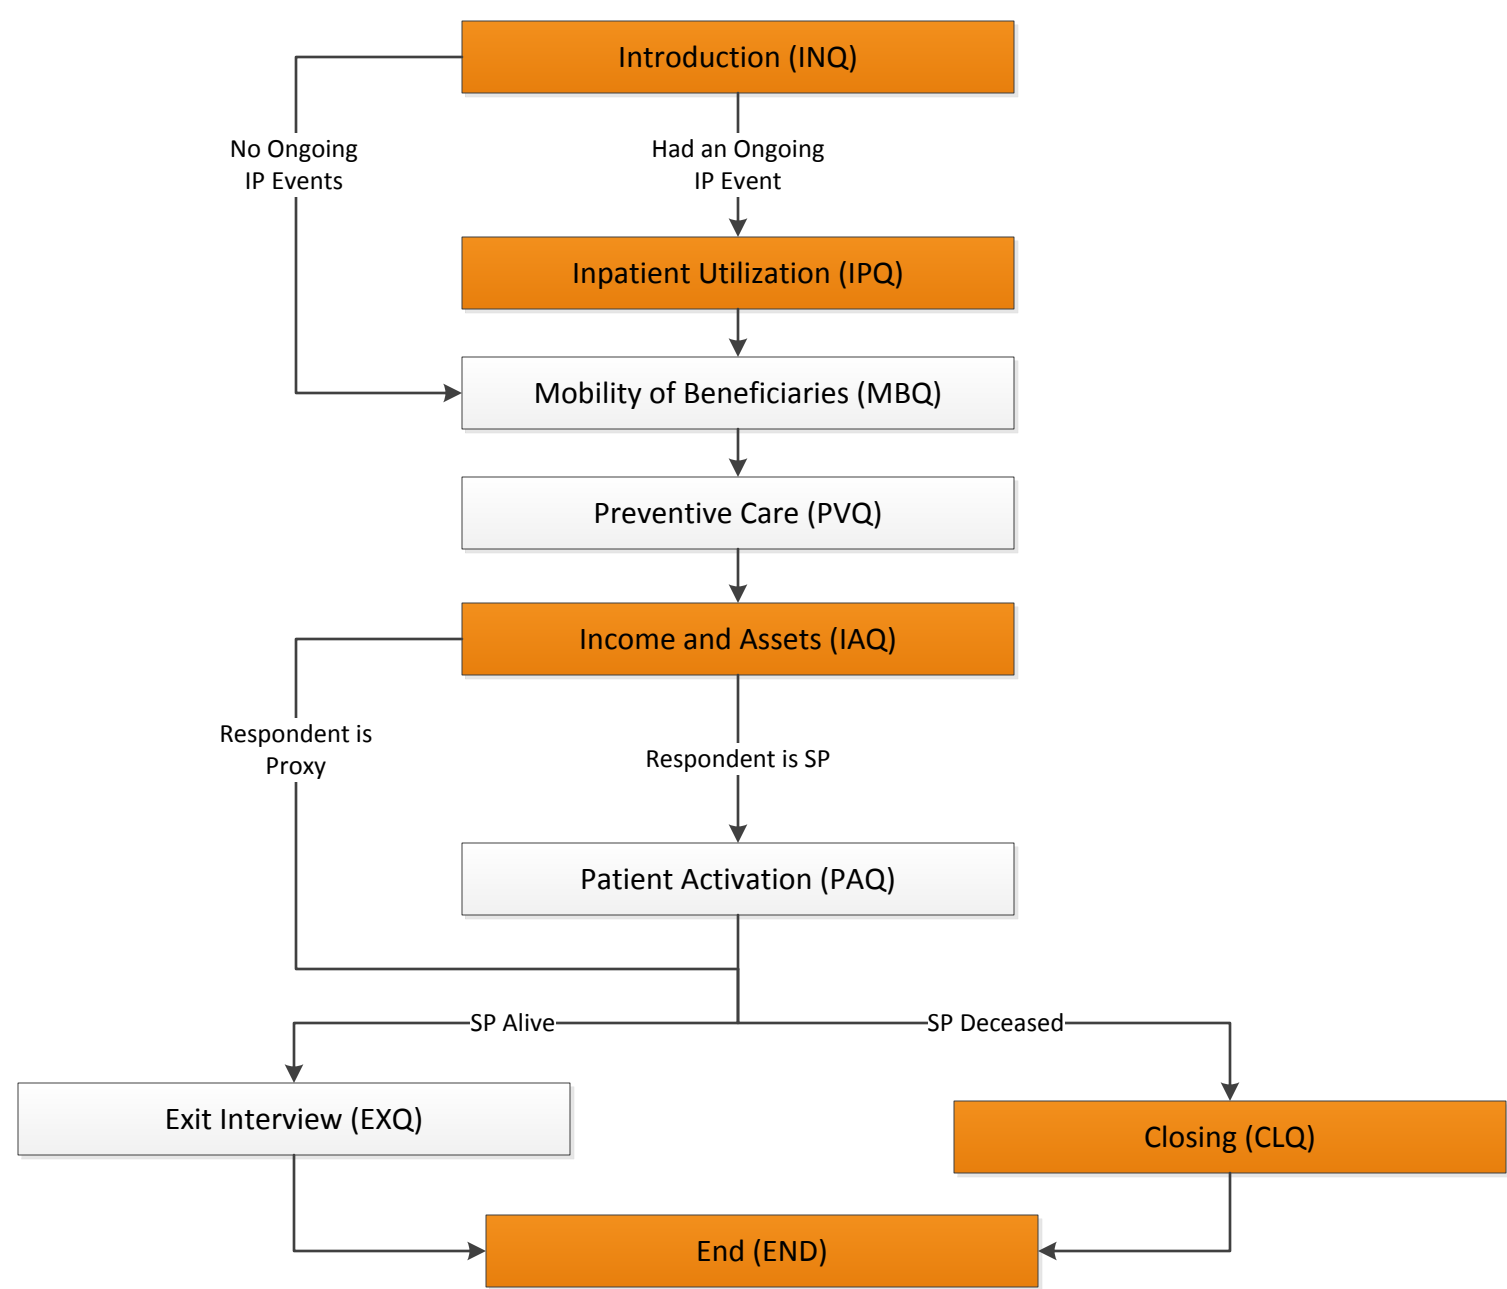 Introduction (INQ)
No Ongoing
IP Events
Had an Ongoing
IP Event
Inpatient Utilization (IPQ)
Mobility of Beneficiaries (MBQ)
Preventive Care (PVQ)
Income and Assets (IAQ)
Respondent is
Proxy
Respondent is SP
Patient Activation (PAQ)
SP Alive
SP Deceased
Exit Interview (EXQ)
Closing (CLQ)
End (END)